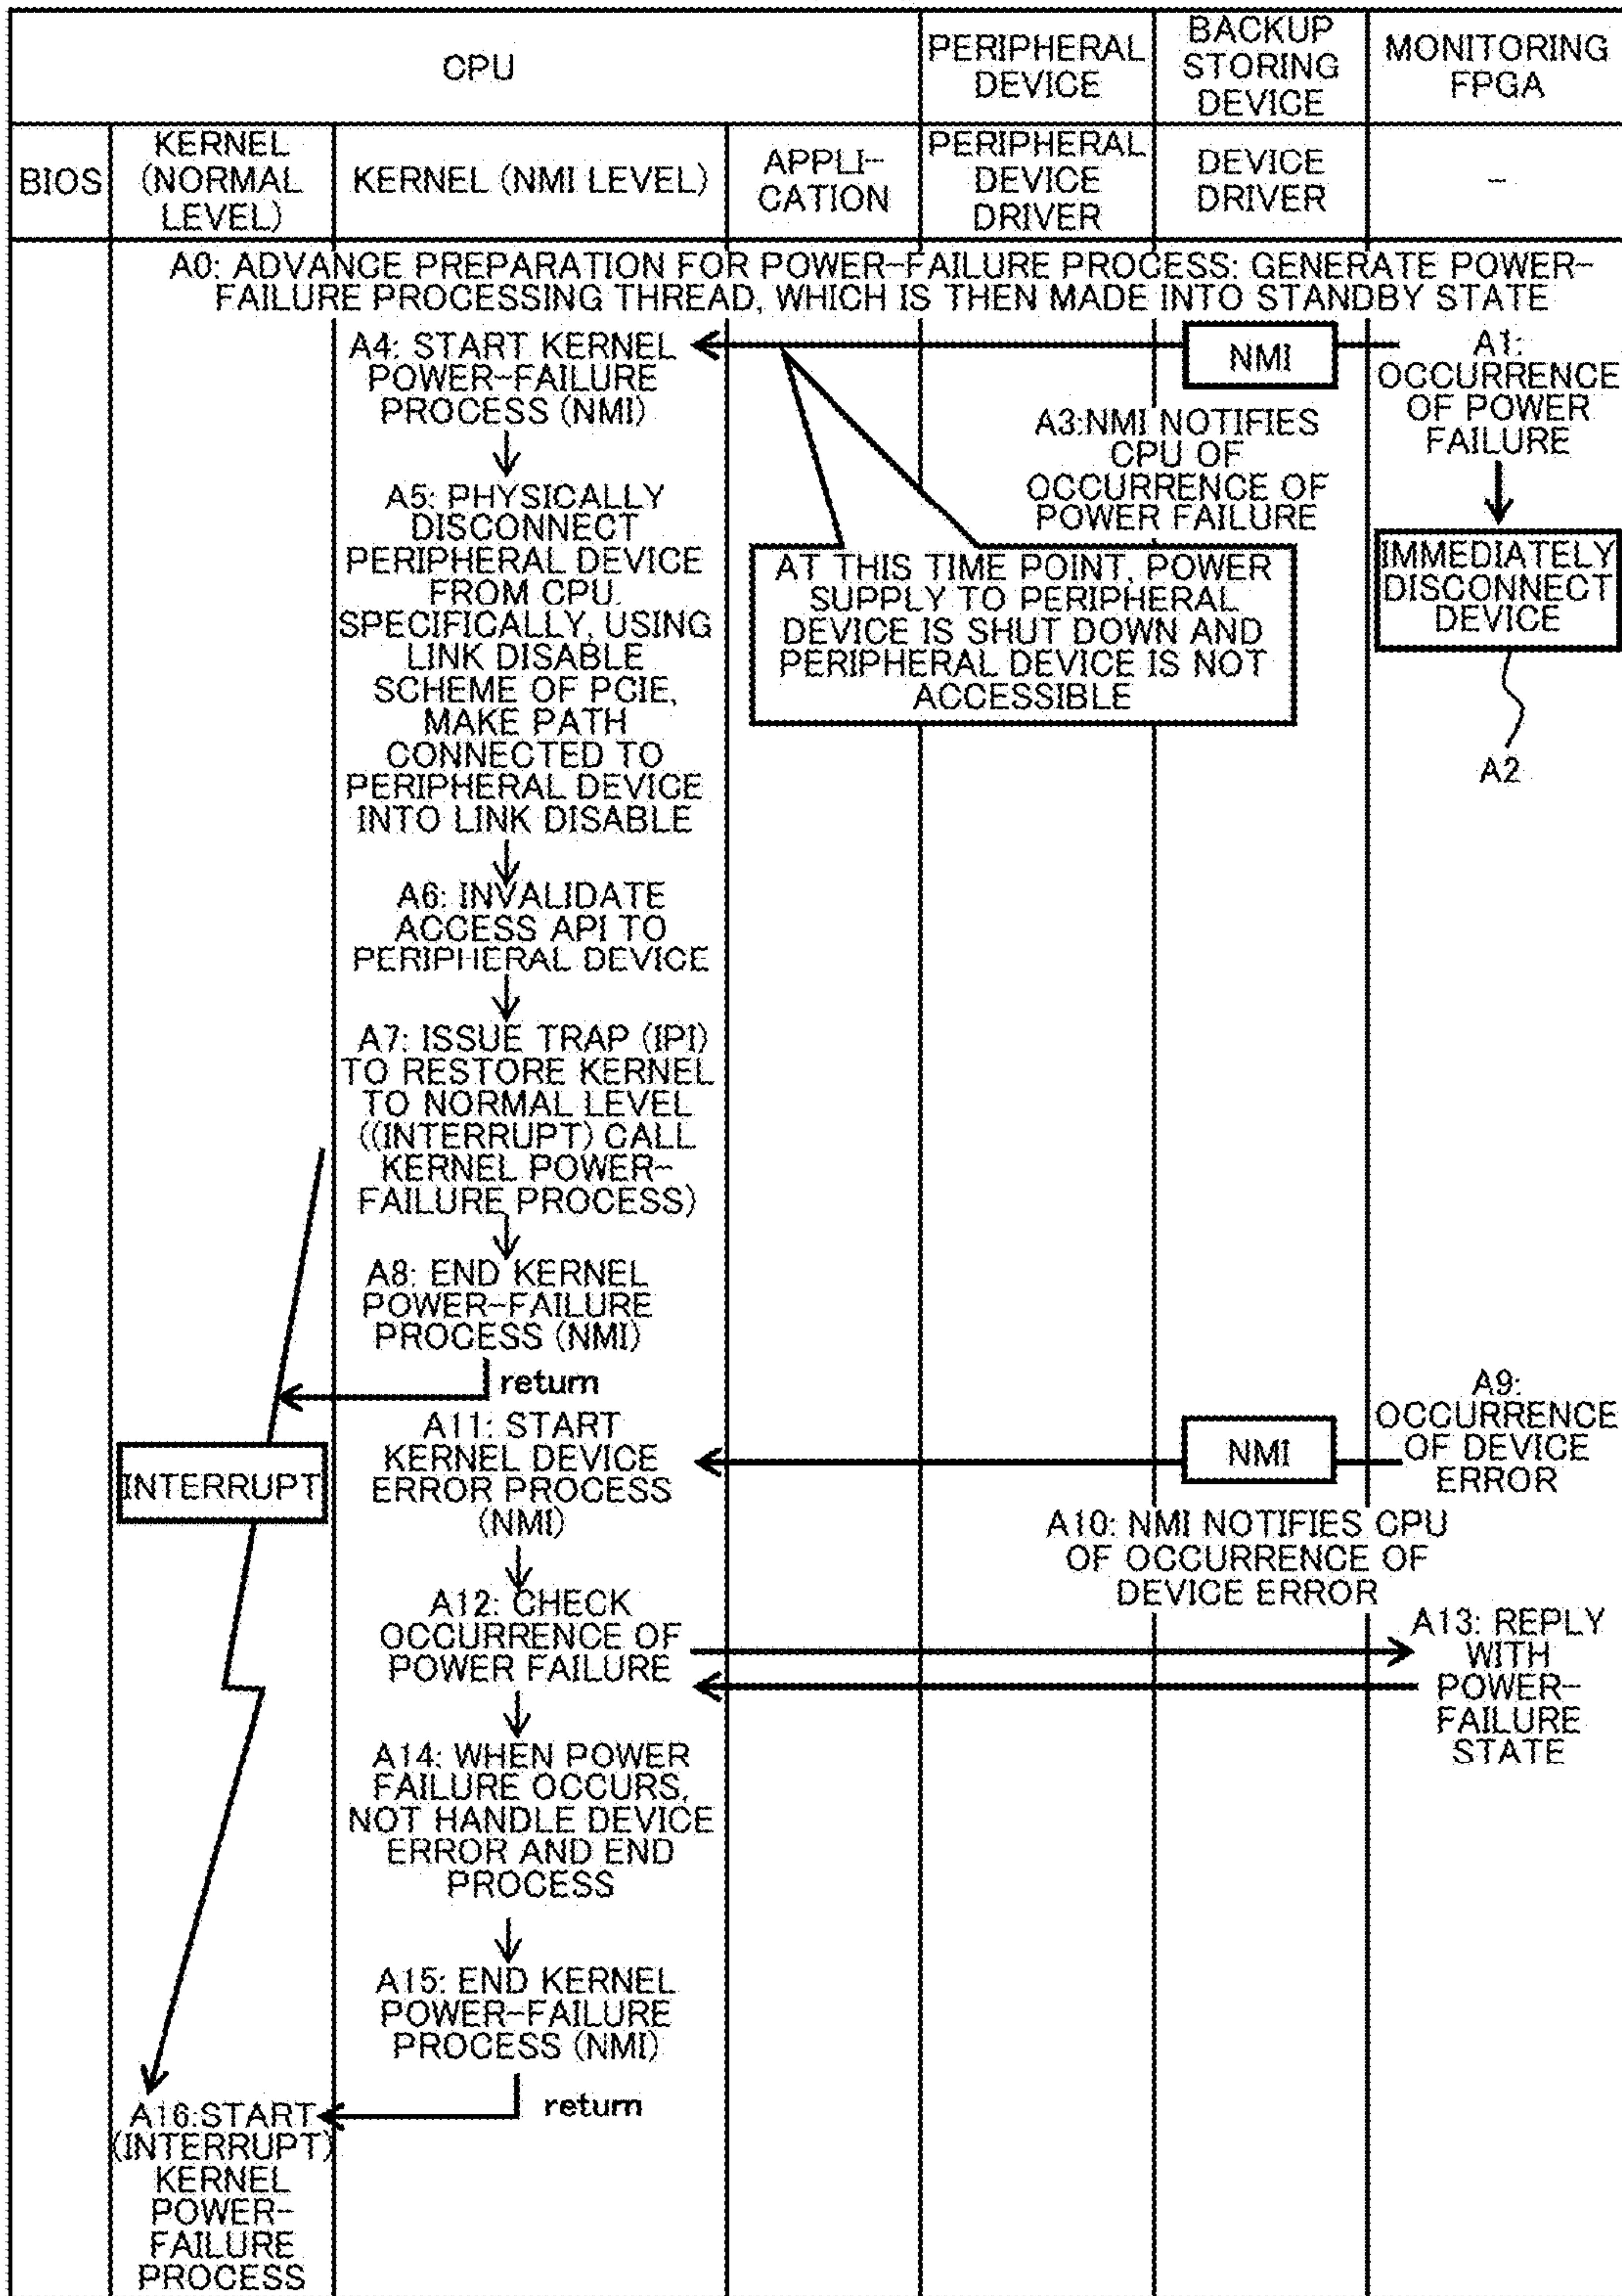 CPU
PERIPHERAL
DEVICE
BACKUP
STORING
DEVICE
MONITORING
FPGA
BIOS
KERNEL
(NORMAL
LEVEL)
KERNEL (NMI LEVEL)
APPLI-
CATION
PERIPHERAL
DEVICE
DRIVER
DEVICE
DRIVER
-
A0: ADVANCE PREPARATION FOR POWER-FAILURE PROCESS: GENERATE POWER-
FAILURE PROCESSING THREAD, WHICH IS THEN MADE INTO STANDBY STATE
A4: START KERNEL
POWER-FAILURE
PROCESS (NMI)
NMI
A1:
OCCURRENCE
OF POWER
FAILURE
A3:NMI NOTIFIES
CPU OF
OCCURRENCE OF
POWER FAILURE
IMMEDIATELY
DISCONNECT
DEVICE
A2
AT THIS TIME POINT, POWER
SUPPLY TO PERIPHERAL
DEVICE IS SHUT DOWN AND
PERIPHERAL DEVICE IS NOT
ACCESSIBLE
A5: PHYSICALLY
DISCONNECT
PERIPHERAL DEVICE
FROM CPU.
SPECIFICALLY, USING
LINK DISABLE
SCHEME OF PCIE,
MAKE PATH
CONNECTED TO
PERIPHERAL DEVICE
INTO LINK DISABLE
A6: INVALIDATE
ACCESS API TO
PERIPHERAL DEVICE
A7: ISSUE TRAP (IPI)
TO RESTORE KERNEL
TO NORMAL LEVEL
((INTERRUPT) CALL
KERNEL POWER-
FAILURE PROCESS)
A8: END KERNEL
POWER-FAILURE
PROCESS (NMI)
return
A9:
OCCURRENCE
OF DEVICE
ERROR
NMI
A11: START
KERNEL DEVICE
ERROR PROCESS
(NMI)
INTERRUPT
A10: NMI NOTIFIES CPU
OF OCCURRENCE OF
DEVICE ERROR
A12: CHECK
OCCURRENCE OF
POWER FAILURE
A13: REPLY
WITH
POWER-
FAILURE
STATE
A14: WHEN POWER
FAILURE OCCURS,
NOT HANDLE DEVICE
ERROR AND END
PROCESS
A15: END KERNEL
POWER-FAILURE
PROCESS (NMI)
return
A16:START
(INTERRUPT)
KERNEL
POWER-
FAILURE
PROCESS